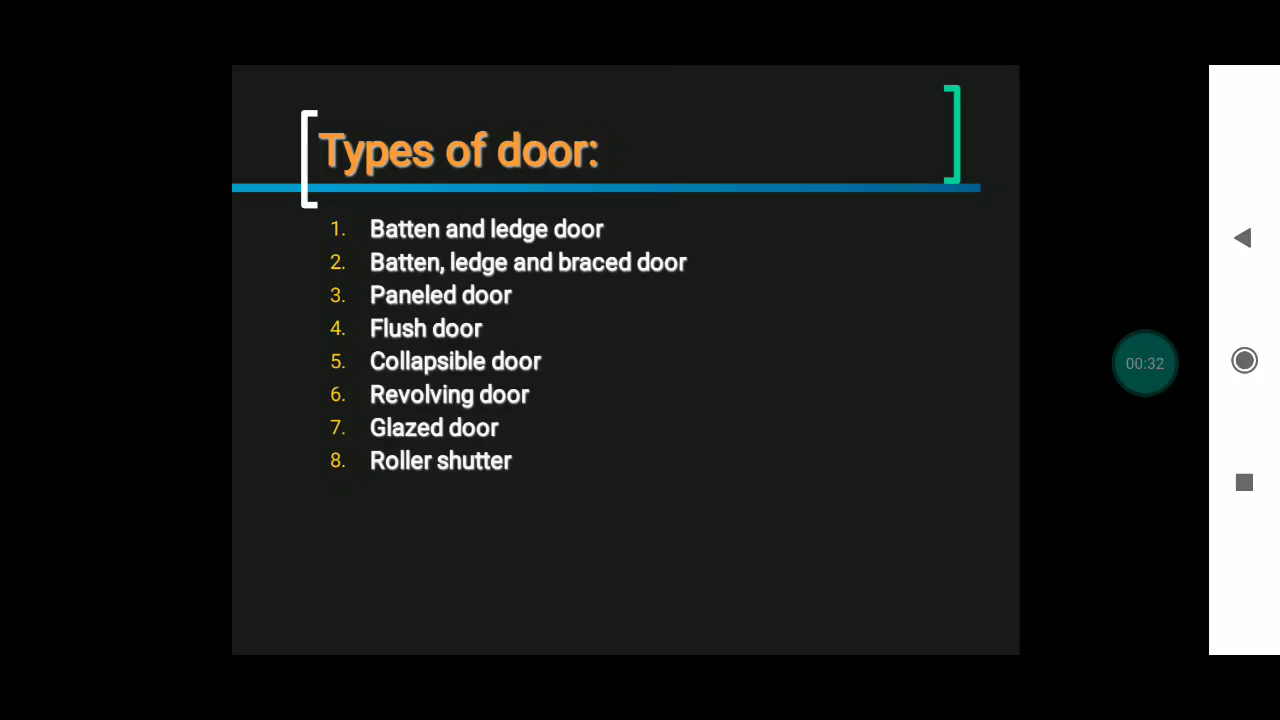 Types of door:
1. Batten and ledge door
2. Batten, ledge and braced door
3. Paneled door
4. Flush door
5. Collapsible door
6. Revolving door
7. Glazed door
8. Roller shutter
00:32